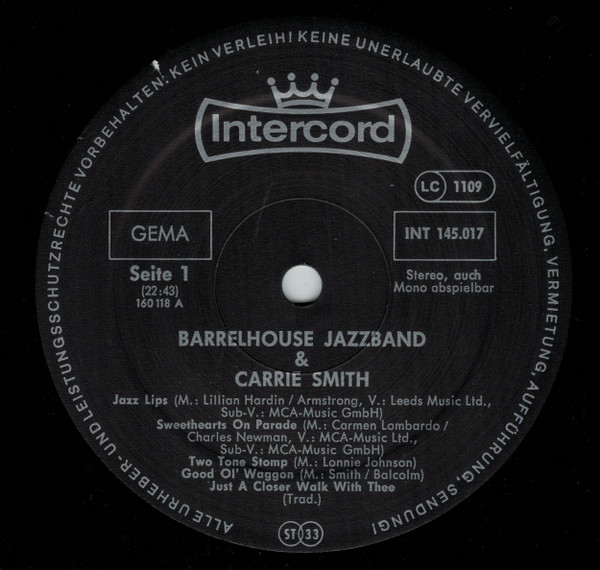 ALLE URHEBER- UND LEISTUNGSSCHUTZRECHTE VORBEHALTEN! KEIN VERLEIH! KEINE UNERLAUBTE VERVIELFÄLTIGUNG, VERMIETUNG, AUFFÜHRUNG, SENDUNG!
Intercord
LC 1109
GEMA
INT 145.017
Seite 1
(22:43)
160 118 A
Stereo, auch
Mono abspielbar
BARRELHOUSE JAZZBAND
&
CARRIE SMITH
Jazz Lips (M.: Lillian Hardin / Armstrong, V.: Leeds Music Ltd.,
Sub-V.: MCA-Music GmbH)
Sweethearts On Parade (M.: Carmen Lombardo /
Charles Newman, V.: MCA-Music Ltd.,
Sub-V.: MCA-Music GmbH)
Two Tone Stomp (M.: Lonnie Johnson)
Good Ol' Waggon (M.: Smith / Balcolm)
Just A Closer Walk With Thee
(Trad.)
ST 33